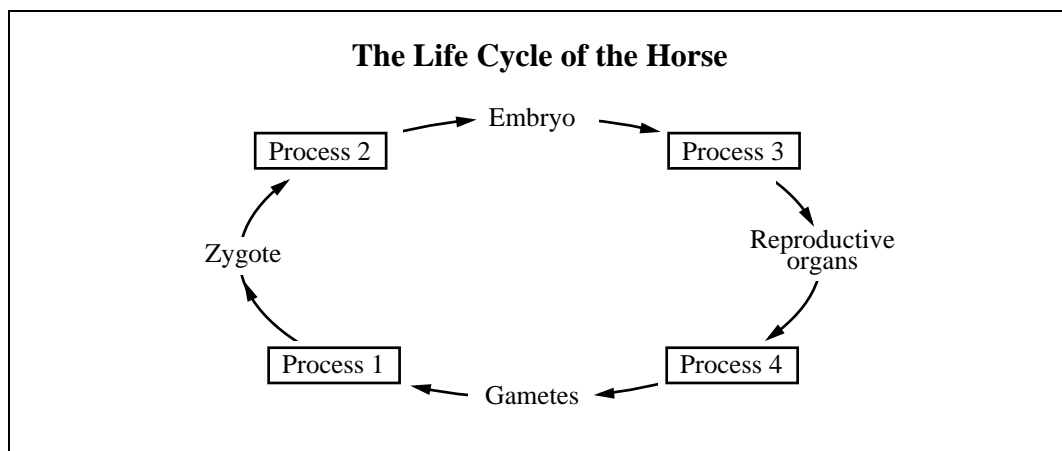 The Life Cycle of the Horse
Embryo
Process 2
Process 3
Zygote
Reproductive
organs
Process 1
Process 4
Gametes